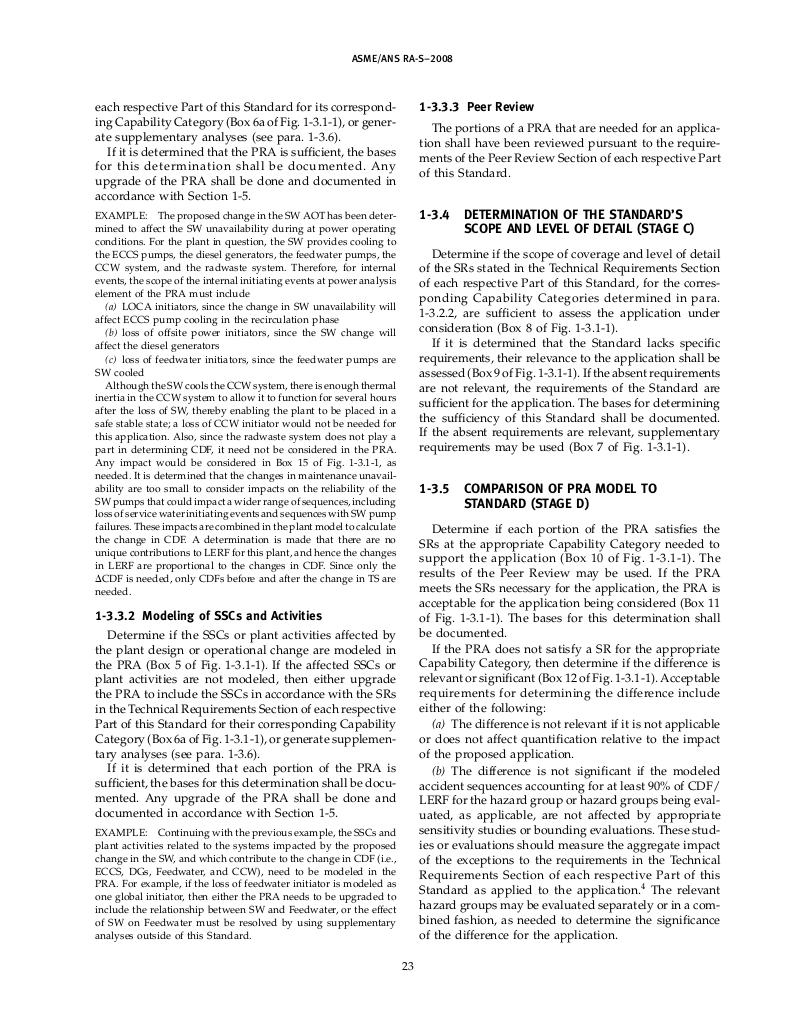 ASME/ANS RA-S–2008
each respective Part of this Standard for its correspond-
ing Capability Category (Box 6a of Fig. 1-3.1-1), or gener-
ate supplementary analyses (see para. 1-3.6).
If it is determined that the PRA is sufficient, the bases
for this determination shall be documented. Any
upgrade of the PRA shall be done and documented in
accordance with Section 1-5.
EXAMPLE: The proposed change in the SW AOT has been deter-
mined to affect the SW unavailability during at power operating
conditions. For the plant in question, the SW provides cooling to
the ECCS pumps, the diesel generators, the feedwater pumps, the
CCW system, and the radwaste system. Therefore, for internal
events, the scope of the internal initiating events at power analysis
element of the PRA must include
(a) LOCA initiators, since the change in SW unavailability will
affect ECCS pump cooling in the recirculation phase
(b) loss of offsite power initiators, since the SW change will
affect the diesel generators
(c) loss of feedwater initiators, since the feedwater pumps are
SW cooled
Although the SW cools the CCW system, there is enough thermal
inertia in the CCW system to allow it to function for several hours
after the loss of SW, thereby enabling the plant to be placed in a
safe stable state; a loss of CCW initiator would not be needed for
this application. Also, since the radwaste system does not play a
part in determining CDF, it need not be considered in the PRA.
Any impact would be considered in Box 15 of Fig. 1-3.1-1, as
needed. It is determined that the changes in maintenance unavail-
ability are too small to consider impacts on the reliability of the
SW pumps that could impact a wider range of sequences, including
loss of service water initiating events and sequences with SW pump
failures. These impacts are combined in the plant model to calculate
the change in CDF. A determination is made that there are no
unique contributions to LERF for this plant, and hence the changes
in LERF are proportional to the changes in CDF. Since only the
ΔCDF is needed, only CDFs before and after the change in TS are
needed.
1-3.3.2 Modeling of SSCs and Activities
Determine if the SSCs or plant activities affected by
the plant design or operational change are modeled in
the PRA (Box 5 of Fig. 1-3.1-1). If the affected SSCs or
plant activities are not modeled, then either upgrade
the PRA to include the SSCs in accordance with the SRs
in the Technical Requirements Section of each respective
Part of this Standard for their corresponding Capability
Category (Box 6a of Fig. 1-3.1-1), or generate supplemen-
tary analyses (see para. 1-3.6).
If it is determined that each portion of the PRA is
sufficient, the bases for this determination shall be docu-
mented. Any upgrade of the PRA shall be done and
documented in accordance with Section 1-5.
EXAMPLE: Continuing with the previous example, the SSCs and
plant activities related to the systems impacted by the proposed
change in the SW, and which contribute to the change in CDF (i.e.,
ECCS, DGs, Feedwater, and CCW), need to be modeled in the
PRA. For example, if the loss of feedwater initiator is modeled as
one global initiator, then either the PRA needs to be upgraded to
include the relationship between SW and Feedwater, or the effect
of SW on Feedwater must be resolved by using supplementary
analyses outside of this Standard.
1-3.3.3 Peer Review
The portions of a PRA that are needed for an applica-
tion shall have been reviewed pursuant to the require-
ments of the Peer Review Section of each respective Part
of this Standard.
1-3.4 DETERMINATION OF THE STANDARD'S
SCOPE AND LEVEL OF DETAIL (STAGE C)
Determine if the scope of coverage and level of detail
of the SRs stated in the Technical Requirements Section
of each respective Part of this Standard, for the corres-
ponding Capability Categories determined in para.
1-3.2.2, are sufficient to assess the application under
consideration (Box 8 of Fig. 1-3.1-1).
If it is determined that the Standard lacks specific
requirements, their relevance to the application shall be
assessed (Box 9 of Fig. 1-3.1-1). If the absent requirements
are not relevant, the requirements of the Standard are
sufficient for the application. The bases for determining
the sufficiency of this Standard shall be documented.
If the absent requirements are relevant, supplementary
requirements may be used (Box 7 of Fig. 1-3.1-1).
1-3.5 COMPARISON OF PRA MODEL TO
STANDARD (STAGE D)
Determine if each portion of the PRA satisfies the
SRs at the appropriate Capability Category needed to
support the application (Box 10 of Fig. 1-3.1-1). The
results of the Peer Review may be used. If the PRA
meets the SRs necessary for the application, the PRA is
acceptable for the application being considered (Box 11
of Fig. 1-3.1-1). The bases for this determination shall
be documented.
If the PRA does not satisfy a SR for the appropriate
Capability Category, then determine if the difference is
relevant or significant (Box 12 of Fig. 1-3.1-1). Acceptable
requirements for determining the difference include
either of the following:
(a) The difference is not relevant if it is not applicable
or does not affect quantification relative to the impact
of the proposed application.
(b) The difference is not significant if the modeled
accident sequences accounting for at least 90% of CDF/
LERF for the hazard group or hazard groups being eval-
uated, as applicable, are not affected by appropriate
sensitivity studies or bounding evaluations. These stud-
ies or evaluations should measure the aggregate impact
of the exceptions to the requirements in the Technical
Requirements Section of each respective Part of this
Standard as applied to the application.⁴ The relevant
hazard groups may be evaluated separately or in a com-
bined fashion, as needed to determine the significance
of the difference for the application.
23